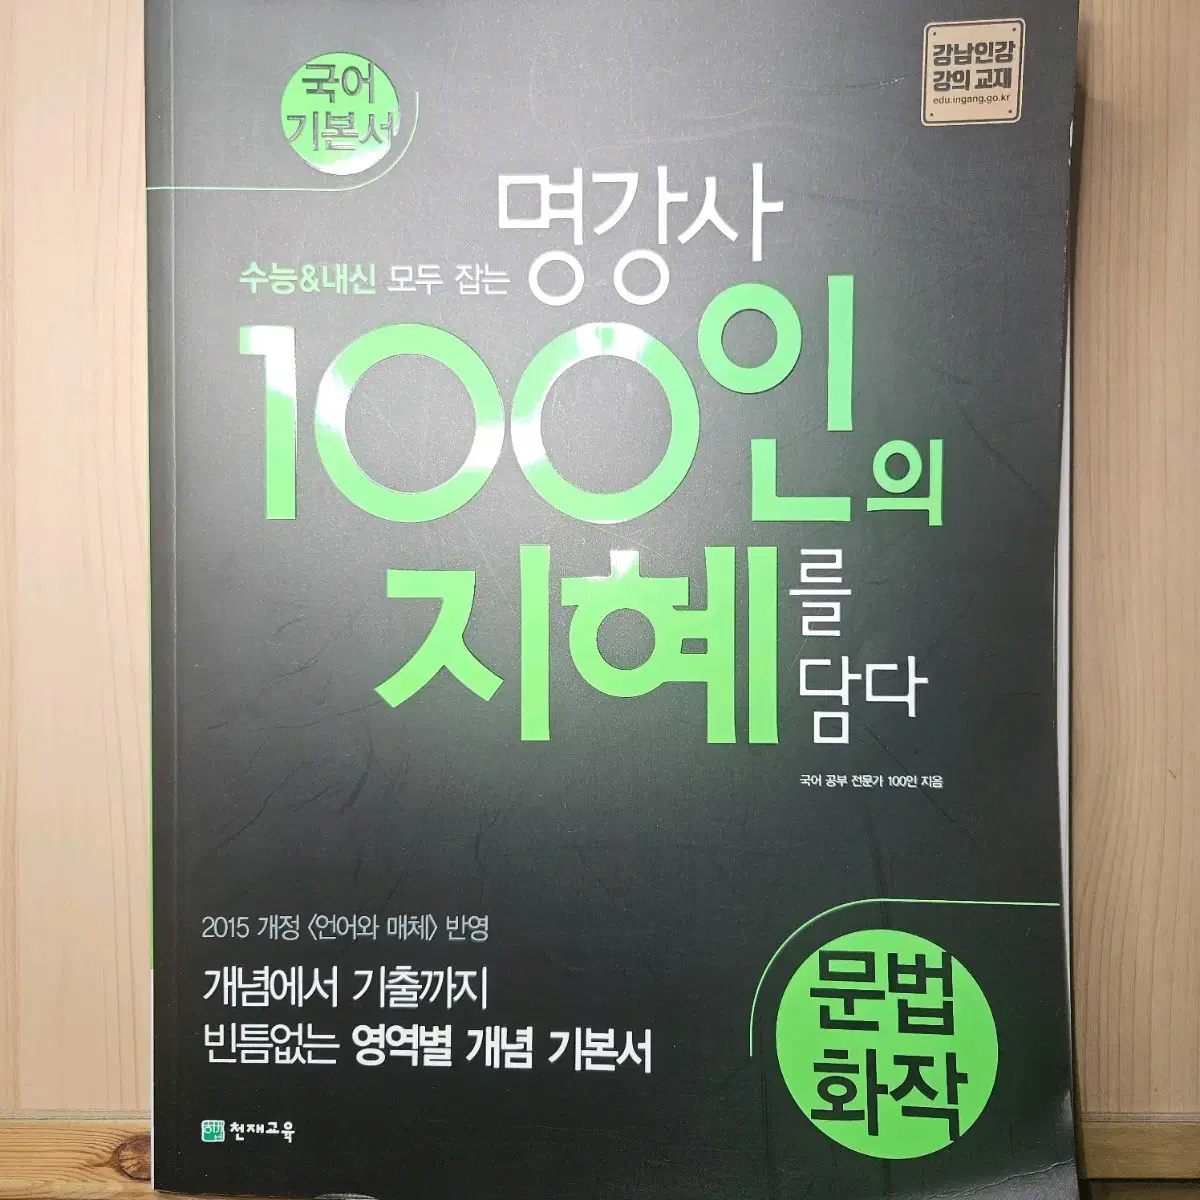 국어
기본서
강남인강
강의 교재
edu.ingang.go.kr
명강사
수능&내신 모두 잡는
100인의
지혜를
담다
국어 공부 전문가 100인 지음
2015 개정 <언어와 매체> 반영
개념에서 기출까지
빈틈없는 영역별 개념 기본서
문법
화작
천재교육